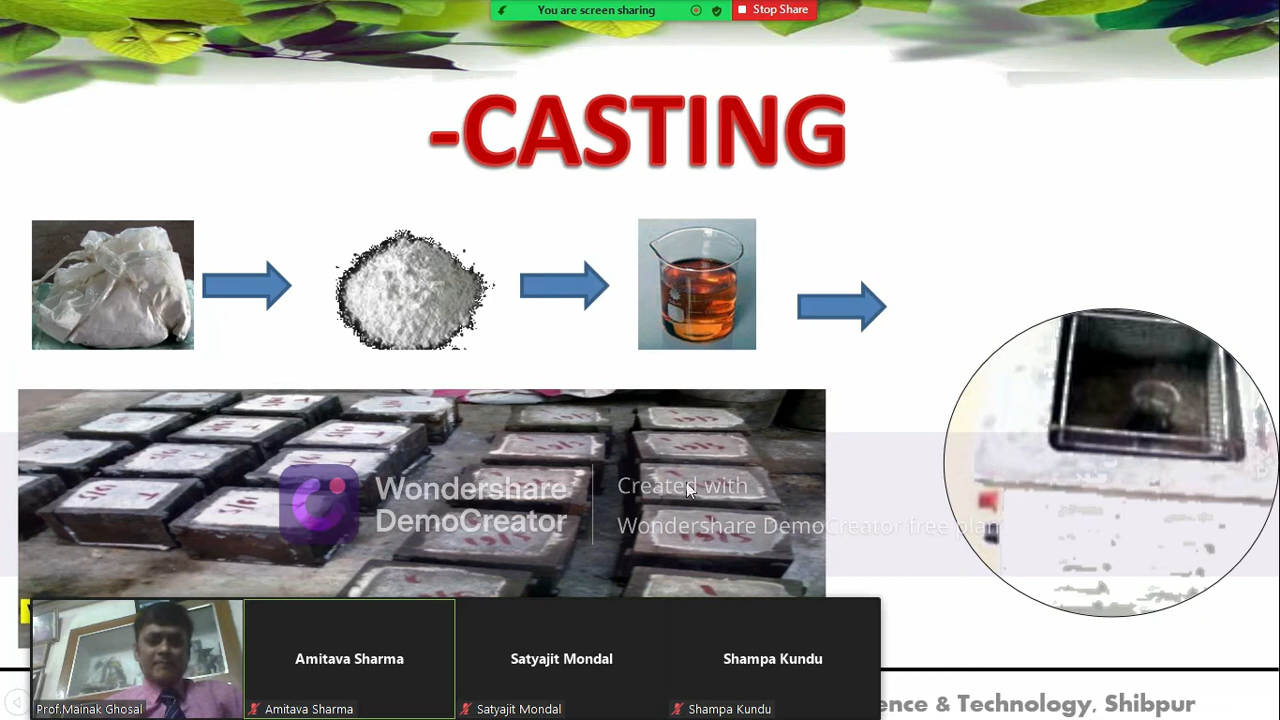 You are screen sharing
Stop Share
-CASTING
Wondershare
DemoCreator
Created with
Wondershare DemoCreator free plan
Amitava Sharma
Satyajit Mondal
Shampa Kundu
Prof.Mainak Ghosal
Amitava Sharma
Satyajit Mondal
Shampa Kundu
& Technology, Shibpur